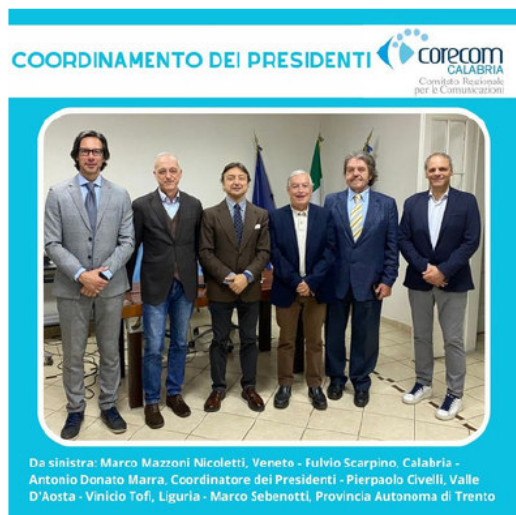 COORDINAMENTO DEI PRESIDENTI
corecom
CALABRIA
Comitato Regionale
per le Comunicazioni
Da sinistra: Marco Mazzoni Nicoletti, Veneto - Fulvio Scarpino, Calabria -
Antonio Donato Marra, Coordinatore dei Presidenti - Pierpaolo Civelli, Valle
D'Aosta - Vinicio Tofi, Liguria - Marco Sebenotti, Provincia Autonoma di Trento